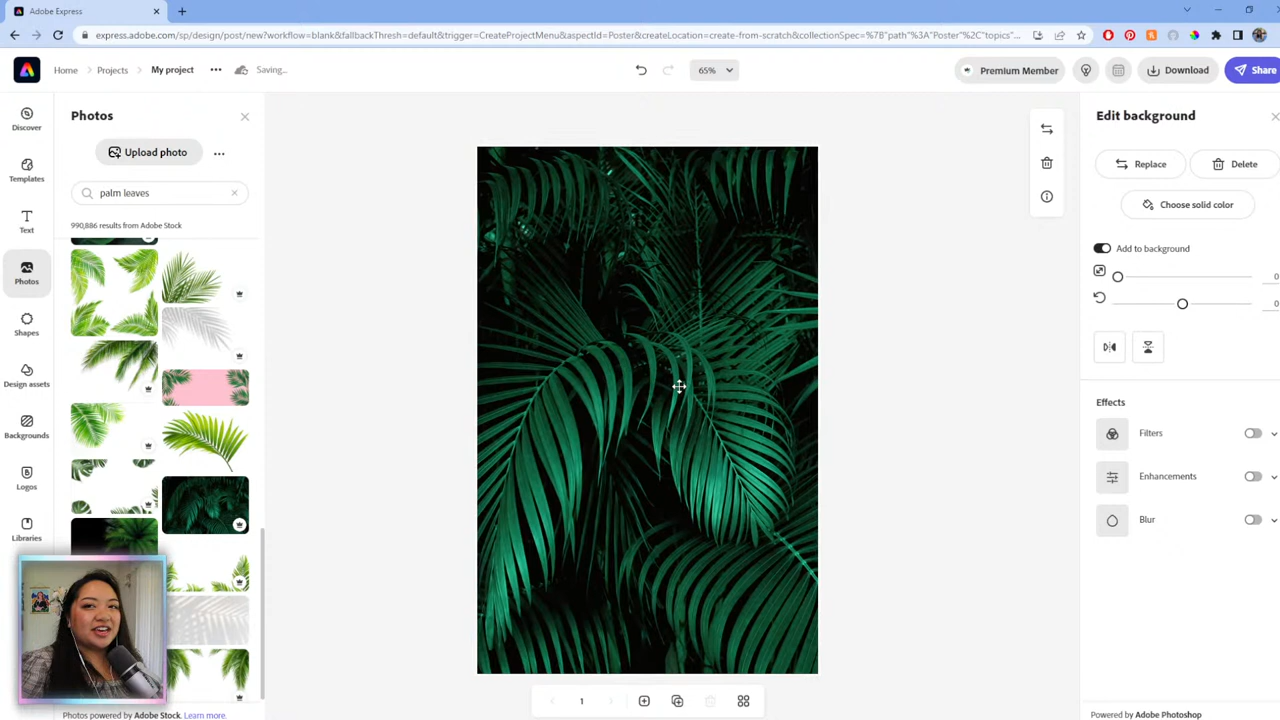 Adobe Express
express.adobe.com/sp/design/post/new?workflow=blank&fallbackThresh=default&trigger=CreateProjectMenu&aspectId=Poster&createLocation=create-from-scratch&collectionSpec=%7B"path"%3A"Poster"%2C"topics"...
Home
Projects
My project
Saving...
65%
Premium Member
Download
Share
Discover
Templates
Text
Photos
Shapes
Design assets
Backgrounds
Logos
Libraries
Photos
Upload photo
palm leaves
990,886 results from Adobe Stock
Photos powered by Adobe Stock. Learn more.
1
Edit background
Replace
Delete
Choose solid color
Add to background
0
0
Effects
Filters
Enhancements
Blur
Powered by Adobe Photoshop